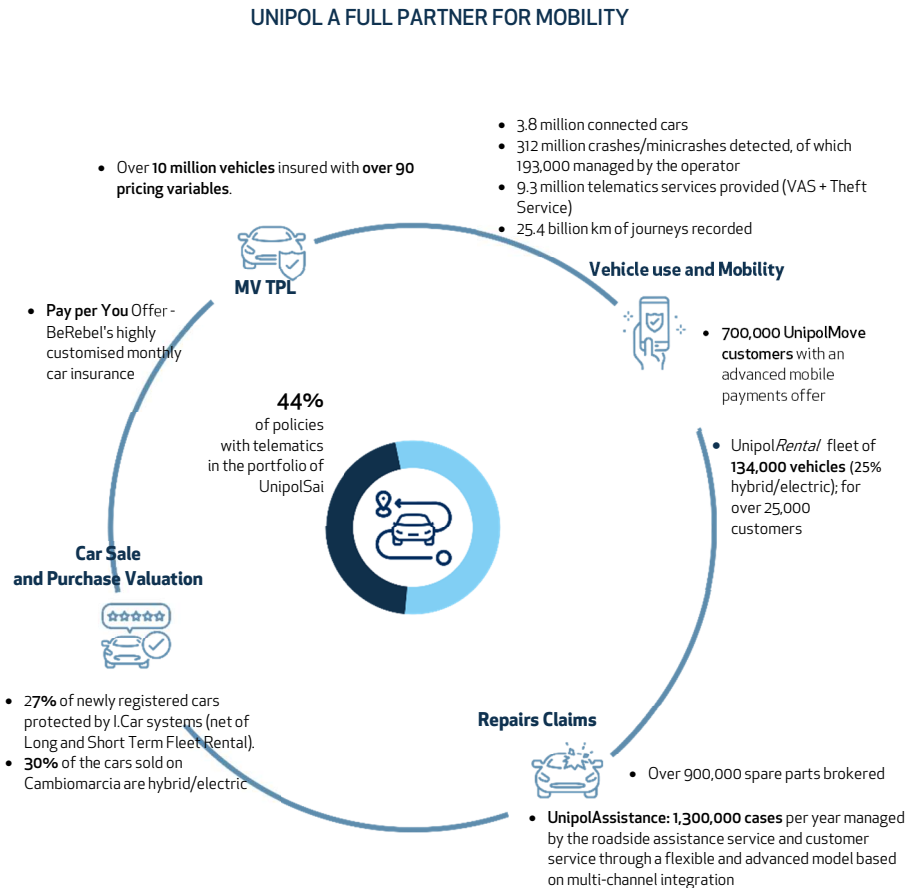 UNIPOL A FULL PARTNER FOR MOBILITY
• 3.8 million connected cars
• 312 million crashes/minicrashes detected, of which
193,000 managed by the operator
• 9.3 million telematics services provided (VAS + Theft
Service)
• 25.4 billion km of journeys recorded
• Over 10 million vehicles insured with over 90
pricing variables.
MV TPL
Vehicle use and Mobility
• Pay per You Offer -
BeRebel's highly
customised monthly
car insurance
• 700,000 UnipolMove
customers with an
advanced mobile
payments offer
44%
of policies
with telematics
in the portfolio of
UnipolSai
• UnipolRental fleet of
134,000 vehicles (25%
hybrid/electric); for
over 25,000
customers
Car Sale
and Purchase Valuation
• 27% of newly registered cars
protected by I.Car systems (net of
Long and Short Term Fleet Rental).
• 30% of the cars sold on
Cambiomarcia are hybrid/electric
Repairs Claims
• Over 900,000 spare parts brokered
• UnipolAssistance: 1,300,000 cases per year managed
by the roadside assistance service and customer
service through a flexible and advanced model based
on multi-channel integration